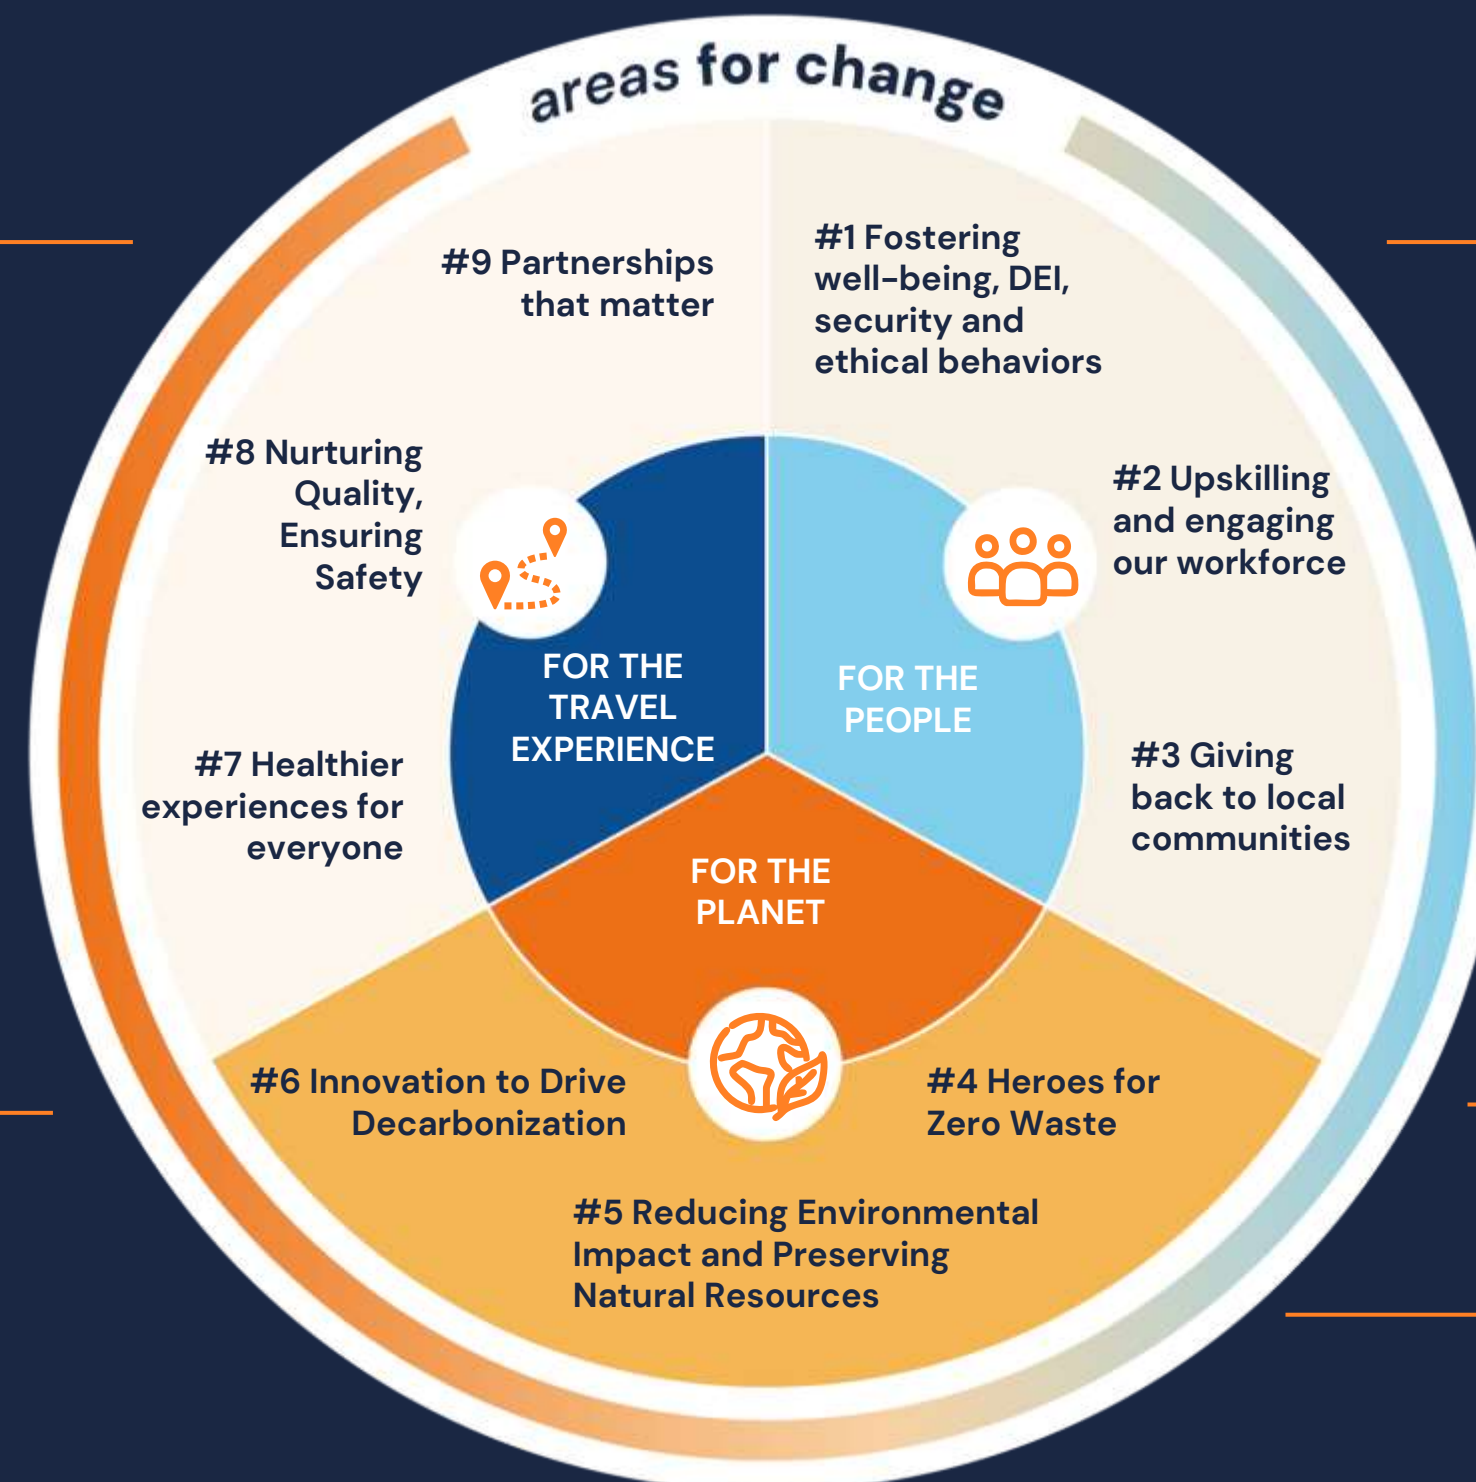 areas for change
#1 Fostering
well-being, DEI,
security and
ethical behaviors
#2 Upskilling
and engaging
our workforce
#3 Giving
back to local
communities
#4 Heroes for
Zero Waste
#5 Reducing Environmental
Impact and Preserving
Natural Resources
#6 Innovation to Drive
Decarbonization
#7 Healthier
experiences for
everyone
#8 Nurturing
Quality,
Ensuring
Safety
#9 Partnerships
that matter
FOR THE
TRAVEL
EXPERIENCE
FOR THE
PEOPLE
FOR THE
PLANET